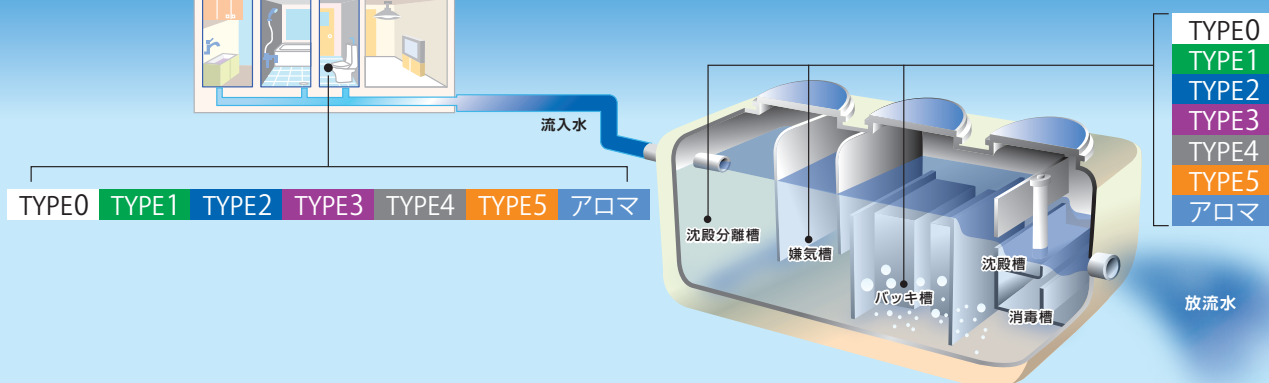 TYPE0
TYPE1
TYPE2
TYPE3
TYPE4
TYPE5
アロマ
流入水
TYPE0 TYPE1 TYPE2 TYPE3 TYPE4 TYPE5 アロマ
沈殿分離槽
嫌気槽
バッキ槽
沈殿槽
消毒槽
放流水